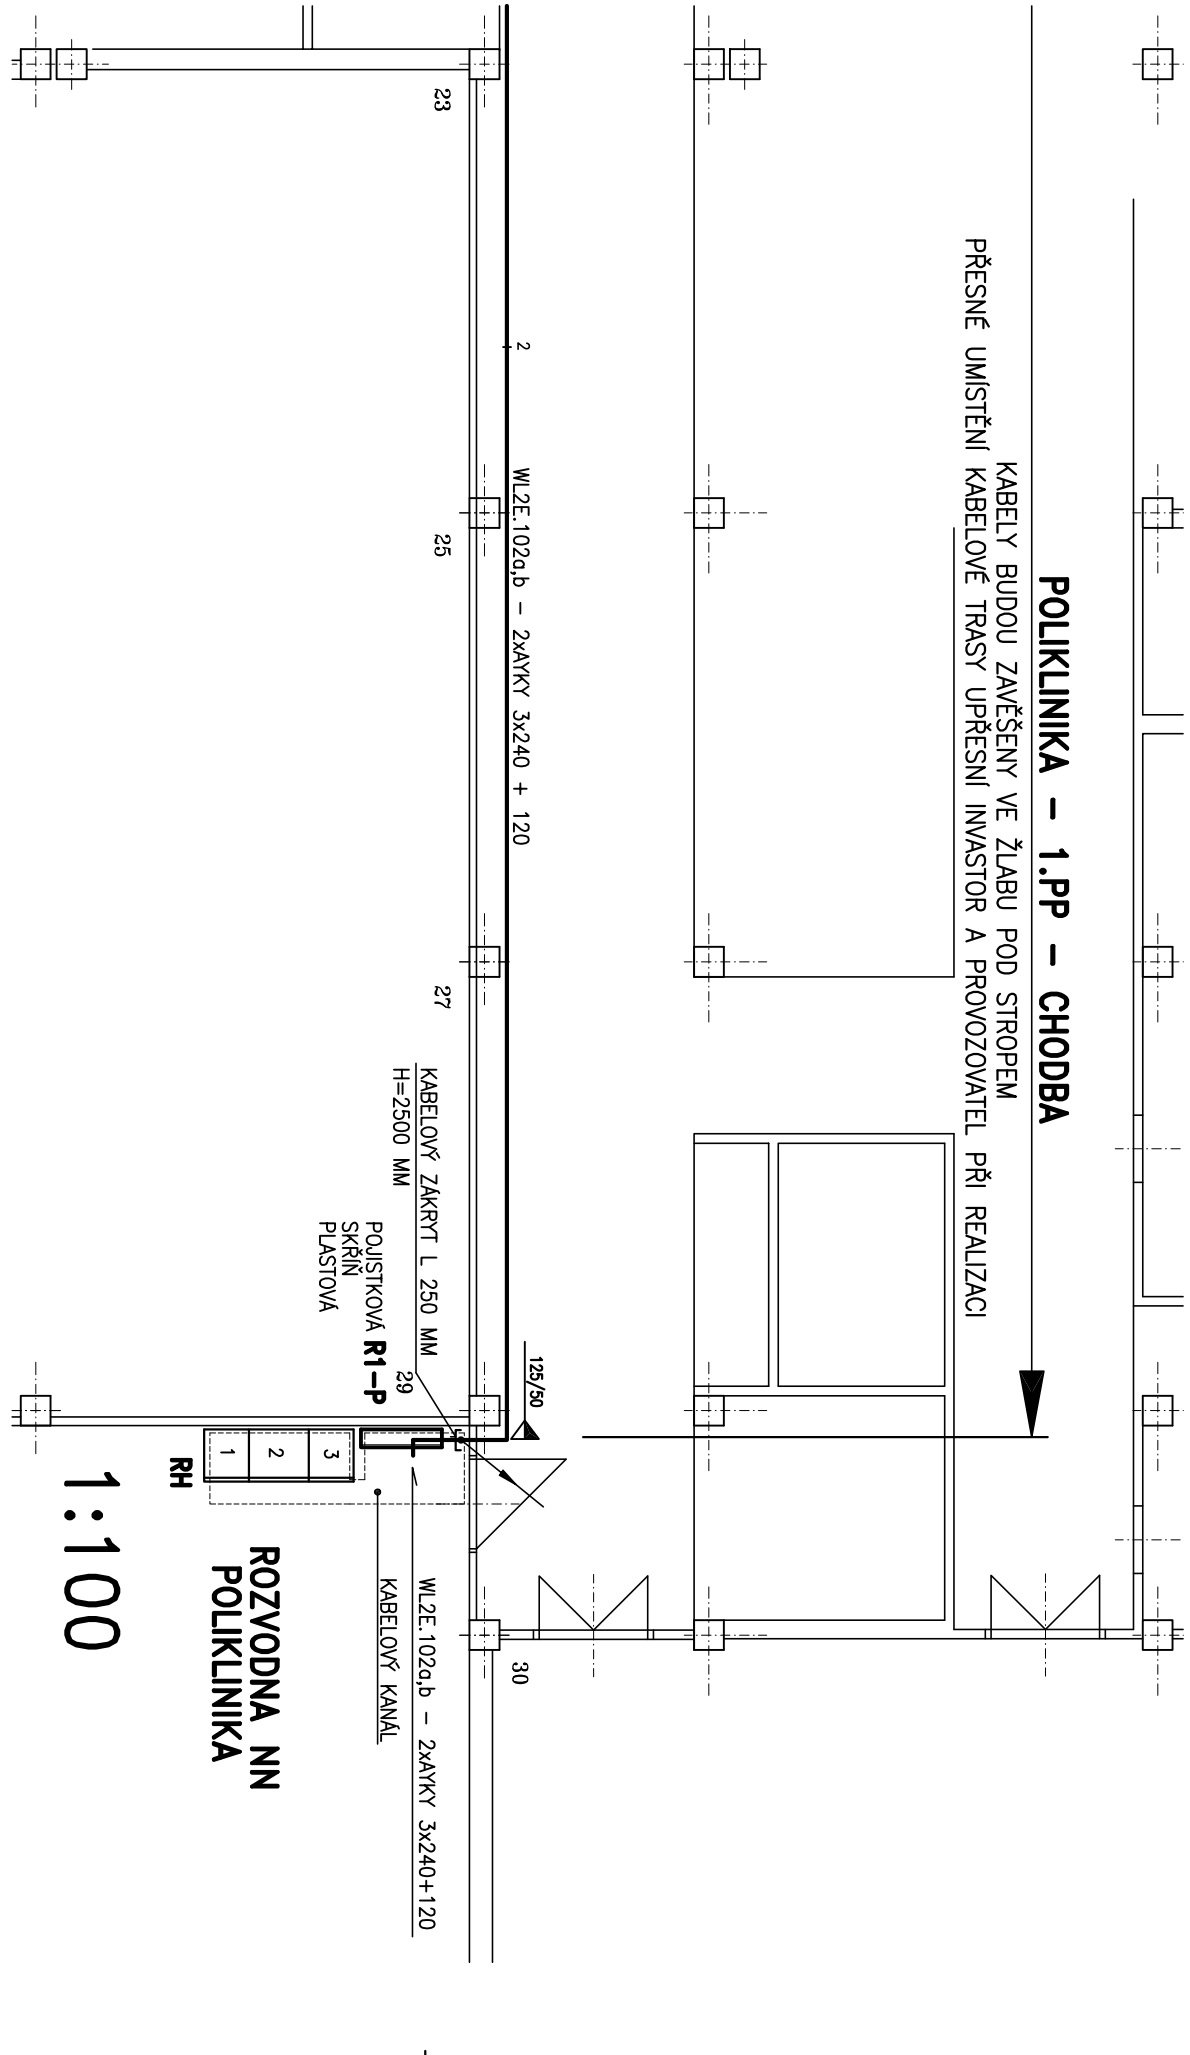 POLIKLINIKA - 1.PP - CHODBA
KABELY BUDOU ZAVĚŠENY VE ŽLABU POD STROPEM
PŘESNÉ UMÍSTĚNÍ KABELOVÉ TRASY UPŘESNÍ INVASTOR A PROVOZOVATEL PŘI REALIZACI
2
WL2E.102a,b - 2xAYKY 3x240 + 120
125/50
30
23
25
27
29
KABELOVÝ ZÁKRYT L 250 MM
H=2500 MM
POJISTKOVÁ R1-P
SKŘÍŇ
PLASTOVÁ
WL2E.102a,b - 2xAYKY 3x240+120
KABELOVÝ KANÁL
1
2
3
RH
ROZVODNA NN
POLIKLINIKA
1:100